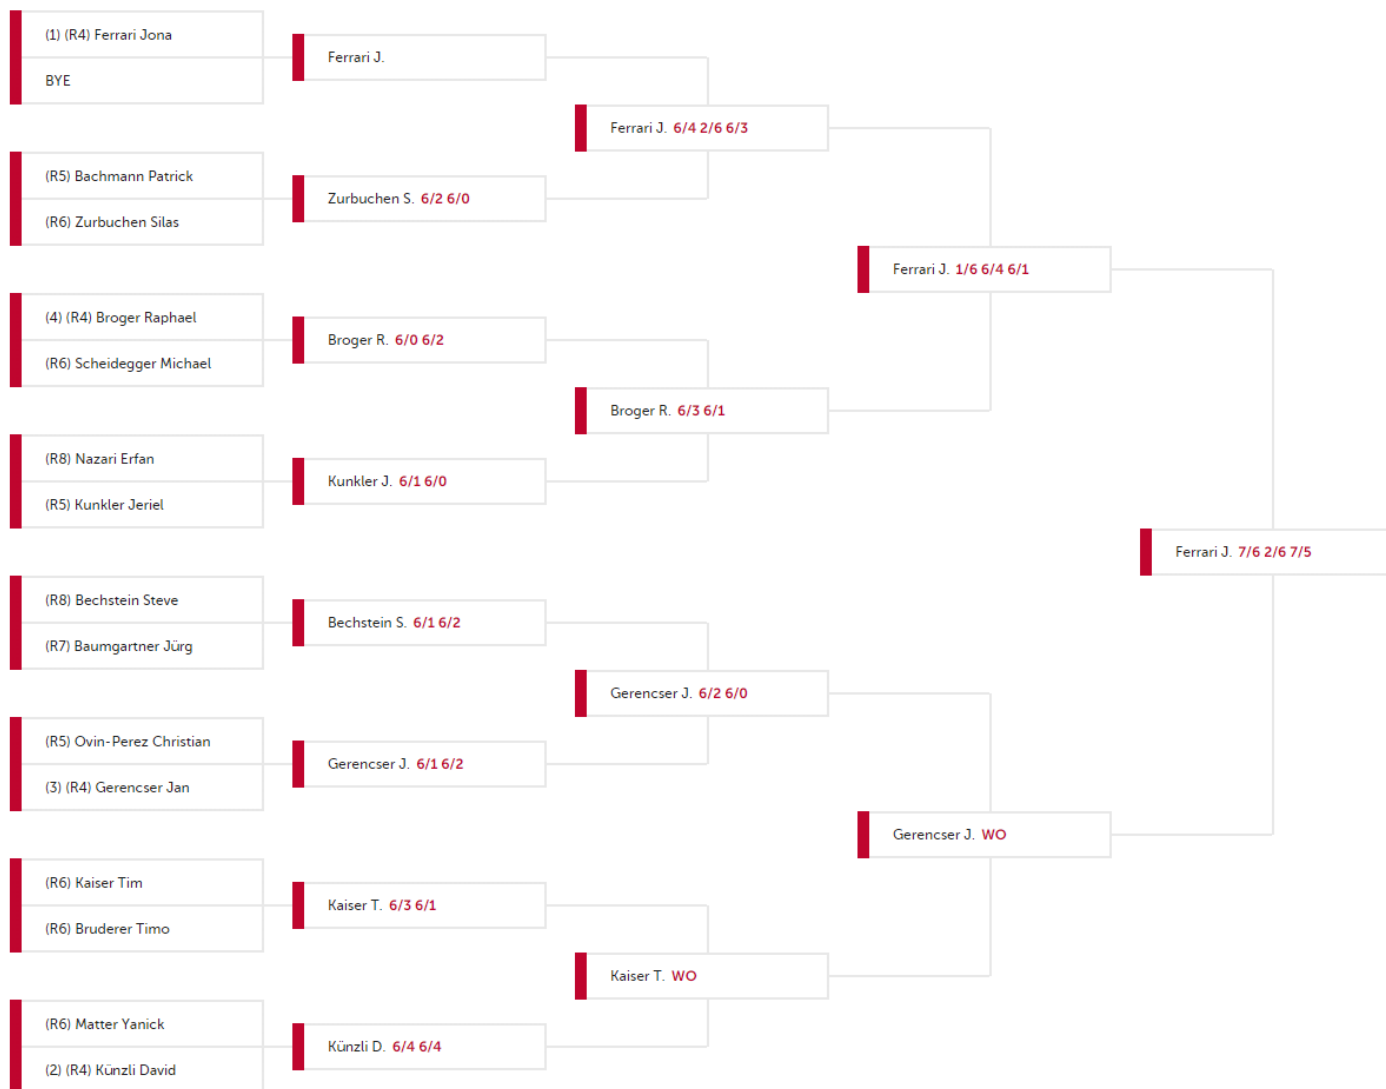 (1) (R4) Ferrari Jona
BYE
(R5) Bachmann Patrick
(R6) Zurbuchen Silas
(4) (R4) Broger Raphael
(R6) Scheidegger Michael
(R8) Nazari Erfan
(R5) Kunkler Jeriel
(R8) Bechstein Steve
(R7) Baumgartner Jürg
(R5) Ovin-Perez Christian
(3) (R4) Gerencser Jan
(R6) Kaiser Tim
(R6) Bruderer Timo
(R6) Matter Yanick
(2) (R4) Künzli David
Ferrari J.
Zurbuchen S. 6/2 6/0
Broger R. 6/0 6/2
Kunkler J. 6/1 6/0
Bechstein S. 6/1 6/2
Gerencser J. 6/1 6/2
Kaiser T. 6/3 6/1
Künzli D. 6/4 6/4
Ferrari J. 6/4 2/6 6/3
Broger R. 6/3 6/1
Gerencser J. 6/2 6/0
Kaiser T. WO
Ferrari J. 1/6 6/4 6/1
Gerencser J. WO
Ferrari J. 7/6 2/6 7/5